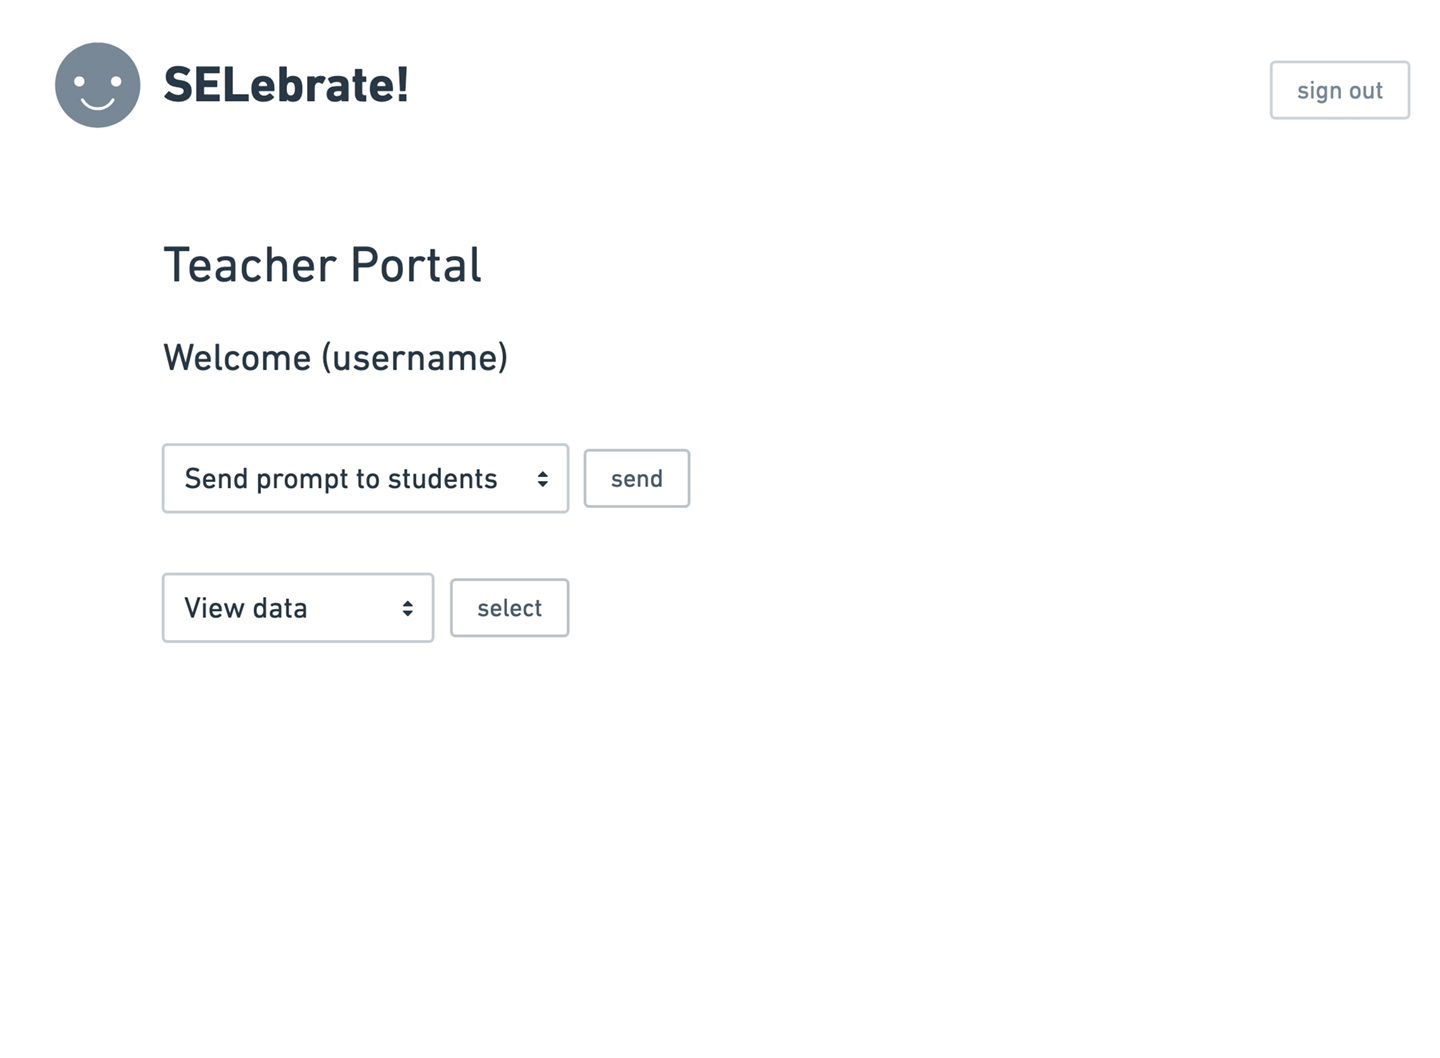 SELebrate!
sign out
Teacher Portal
Welcome (username)
Send prompt to students
send
View data
select